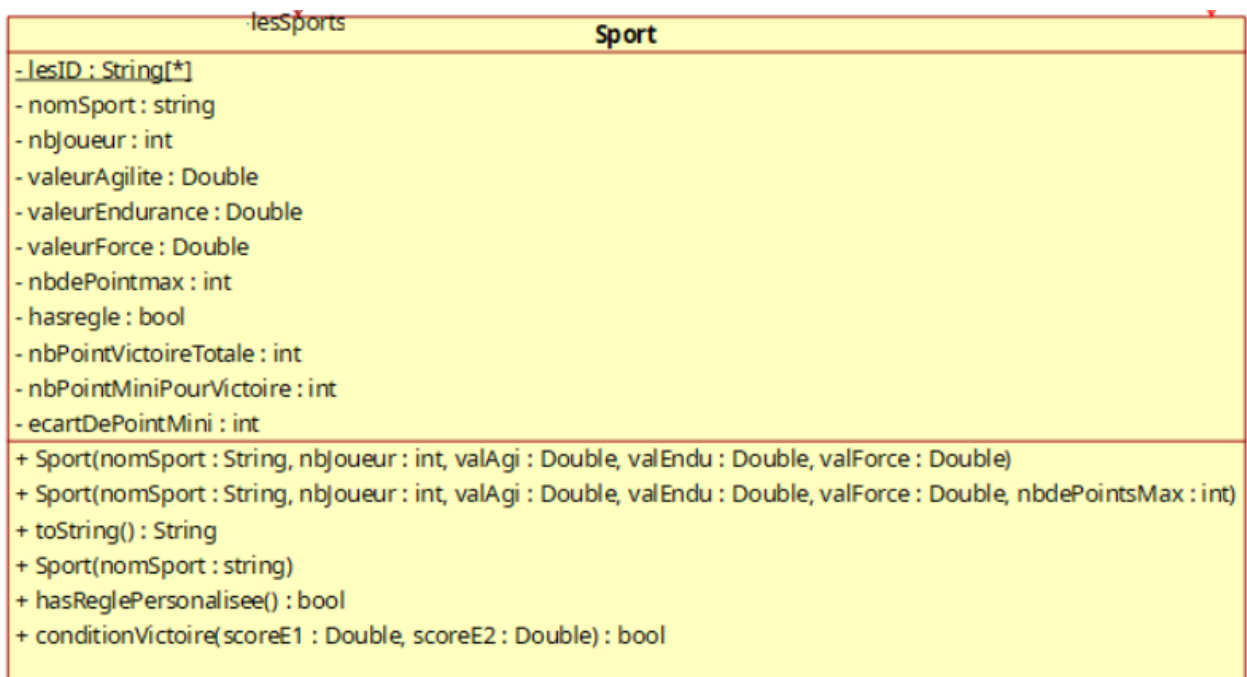 -lesSports
Sport
- lesID : String[*]
- nomSport : string
- nbJoueur : int
- valeurAgilite : Double
- valeurEndurance : Double
- valeurForce : Double
- nbdePointmax : int
- hasregle : bool
- nbPointVictoireTotale : int
- nbPointMiniPourVictoire : int
- ecartDePointMini : int
+ Sport(nomSport : String, nbJoueur : int, valAgi : Double, valEndu : Double, valForce : Double)
+ Sport(nomSport : String, nbJoueur : int, valAgi : Double, valEndu : Double, valForce : Double, nbdePointsMax : int)
+ toString() : String
+ Sport(nomSport : string)
+ hasReglePersonalisee() : bool
+ conditionVictoire(scoreE1 : Double, scoreE2 : Double) : bool